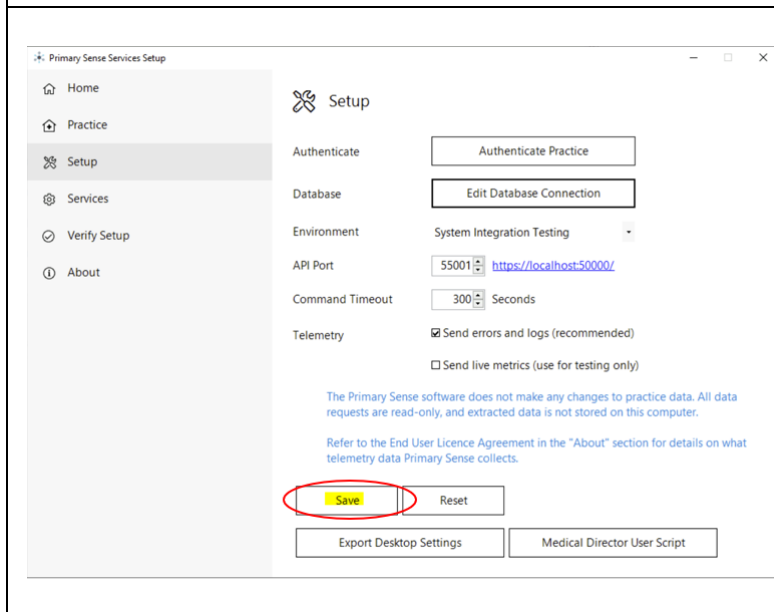 Primary Sense Services Setup
Home
Practice
Setup
Services
Verify Setup
About
Setup
Authenticate
Authenticate Practice
Database
Edit Database Connection
Environment
System Integration Testing
API Port
55001
https://localhost:50000/
Command Timeout
300
Seconds
Telemetry
Send errors and logs (recommended)
Send live metrics (use for testing only)
The Primary Sense software does not make any changes to practice data. All data
requests are read-only, and extracted data is not stored on this computer.
Refer to the End User Licence Agreement in the "About" section for details on what
telemetry data Primary Sense collects.
Save
Reset
Export Desktop Settings
Medical Director User Script